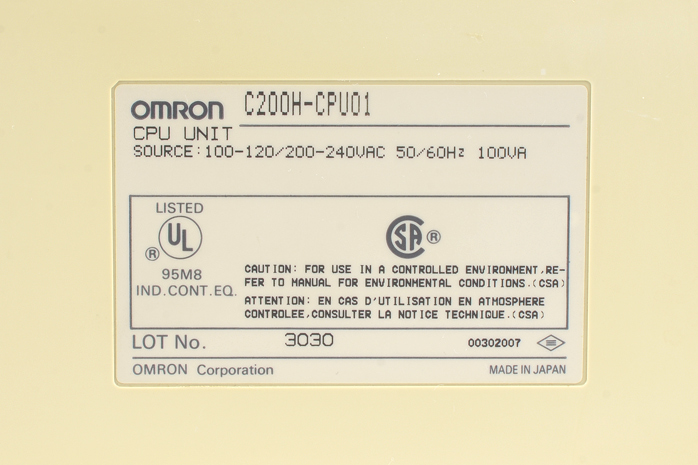 OMRON C200H-CPU01
CPU UNIT
SOURCE:100-120/200-240VAC 50/60Hz 100VA
LISTED
UL
®
95M8
IND.CONT.EQ.
SA ®
CAUTION: FOR USE IN A CONTROLLED ENVIRONMENT,RE-
FER TO MANUAL FOR ENVIRONMENTAL CONDITIONS.(CSA)
ATTENTION: EN CAS D'UTILISATION EN ATMOSPHERE
CONTROLEE,CONSULTER LA NOTICE TECHNIQUE.(CSA)
LOT No. 3030 00302007
OMRON Corporation MADE IN JAPAN